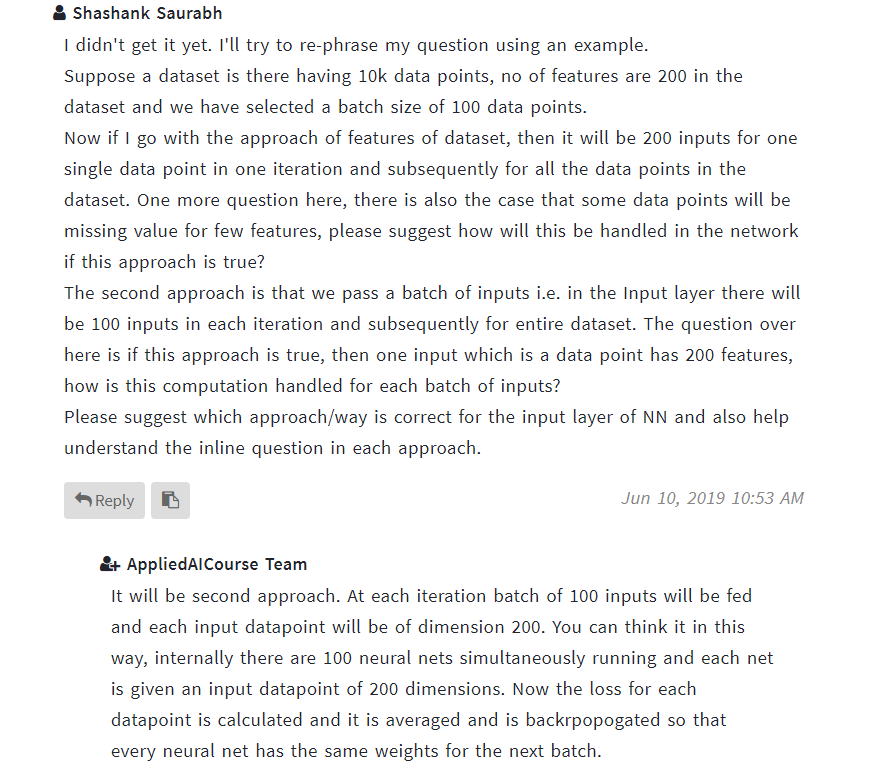 Shashank Saurabh
I didn't get it yet. I'll try to re-phrase my question using an example.
Suppose a dataset is there having 10k data points, no of features are 200 in the
dataset and we have selected a batch size of 100 data points.
Now if I go with the approach of features of dataset, then it will be 200 inputs for one
single data point in one iteration and subsequently for all the data points in the
dataset. One more question here, there is also the case that some data points will be
missing value for few features, please suggest how will this be handled in the network
if this approach is true?
The second approach is that we pass a batch of inputs i.e. in the Input layer there will
be 100 inputs in each iteration and subsequently for entire dataset. The question over
here is if this approach is true, then one input which is a data point has 200 features,
how is this computation handled for each batch of inputs?
Please suggest which approach/way is correct for the input layer of NN and also help
understand the inline question in each approach.
Reply
Jun 10, 2019 10:53 AM
AppliedAICourse Team
It will be second approach. At each iteration batch of 100 inputs will be fed
and each input datapoint will be of dimension 200. You can think it in this
way, internally there are 100 neural nets simultaneously running and each net
is given an input datapoint of 200 dimensions. Now the loss for each
datapoint is calculated and it is averaged and is backrpopogated so that
every neural net has the same weights for the next batch.